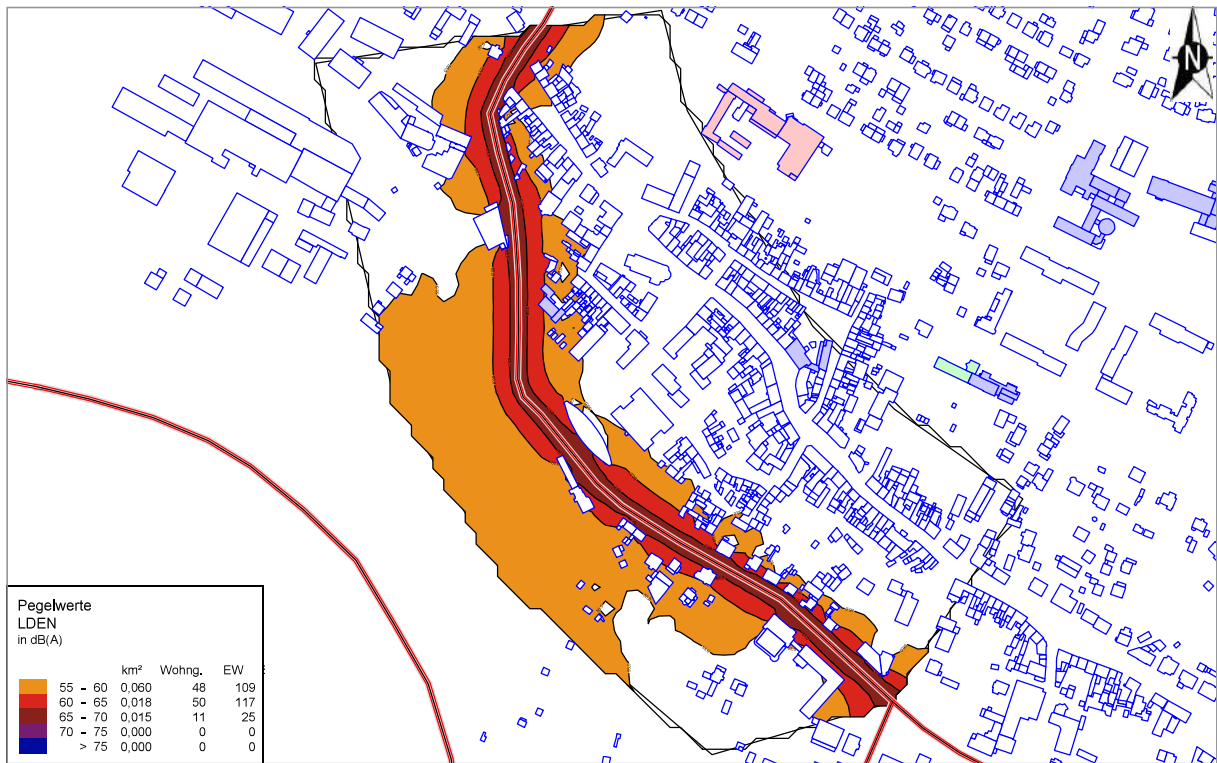 N
Pegelwerte
LDEN
in dB(A)
km² Wohng. EW
55 - 60 0,060 48 109
60 - 65 0,018 50 117
65 - 70 0,015 11 25
70 - 75 0,000 0 0
> 75 0,000 0 0